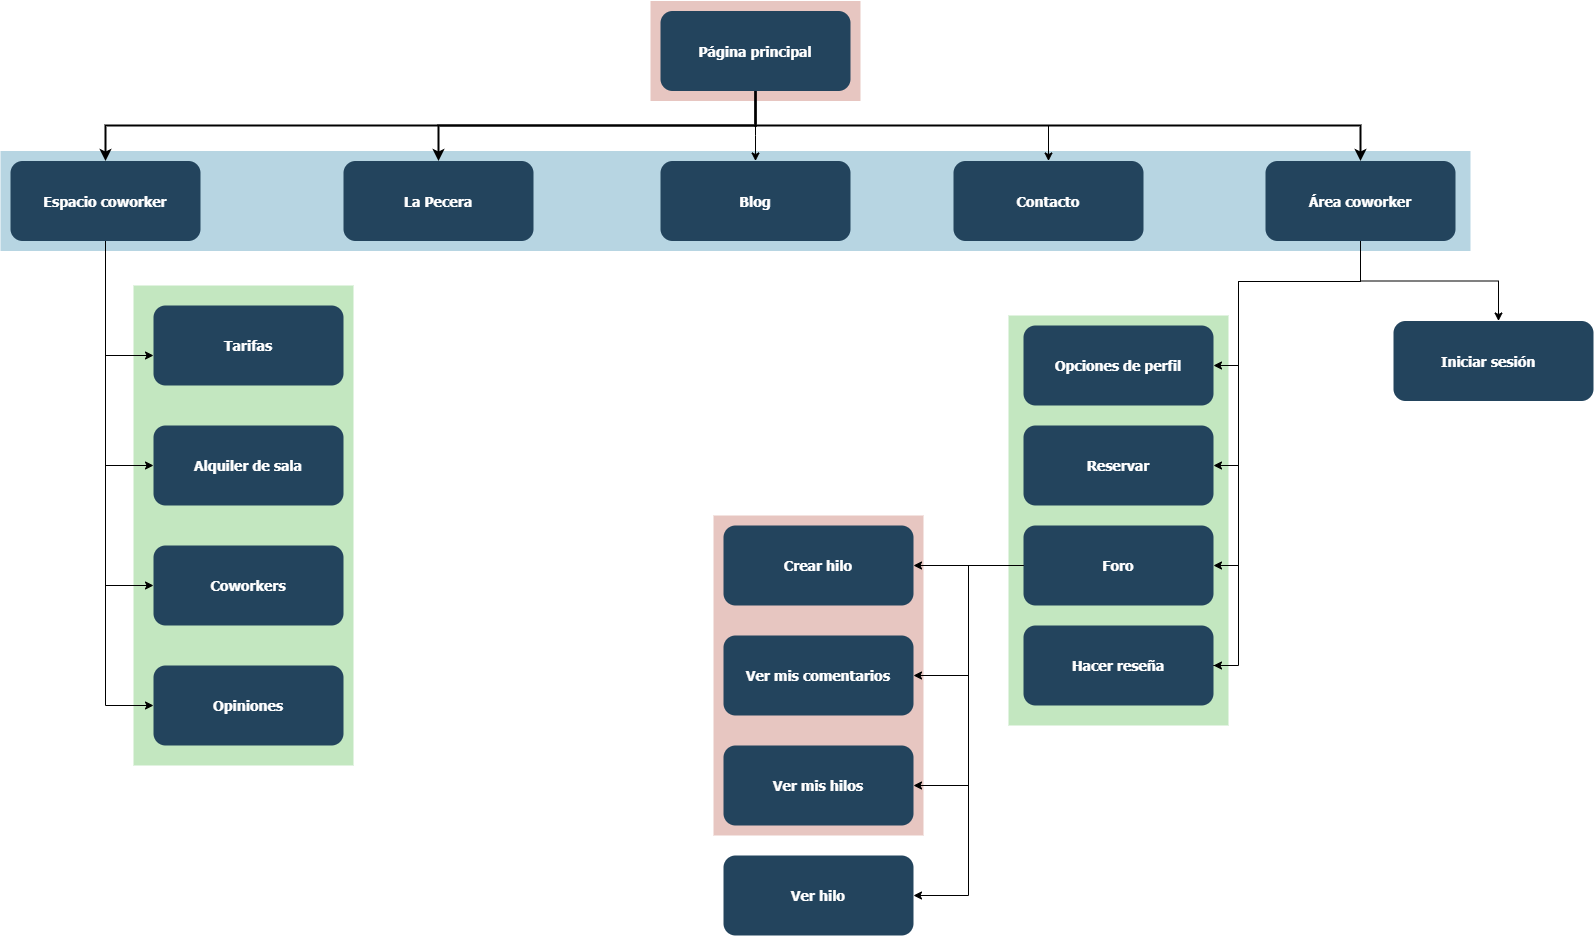 Página principal
Espacio coworker
La Pecera
Blog
Contacto
Área coworker
Tarifas
Alquiler de sala
Coworkers
Opiniones
Opciones de perfil
Reservar
Foro
Hacer reseña
Iniciar sesión
Crear hilo
Ver mis comentarios
Ver mis hilos
Ver hilo